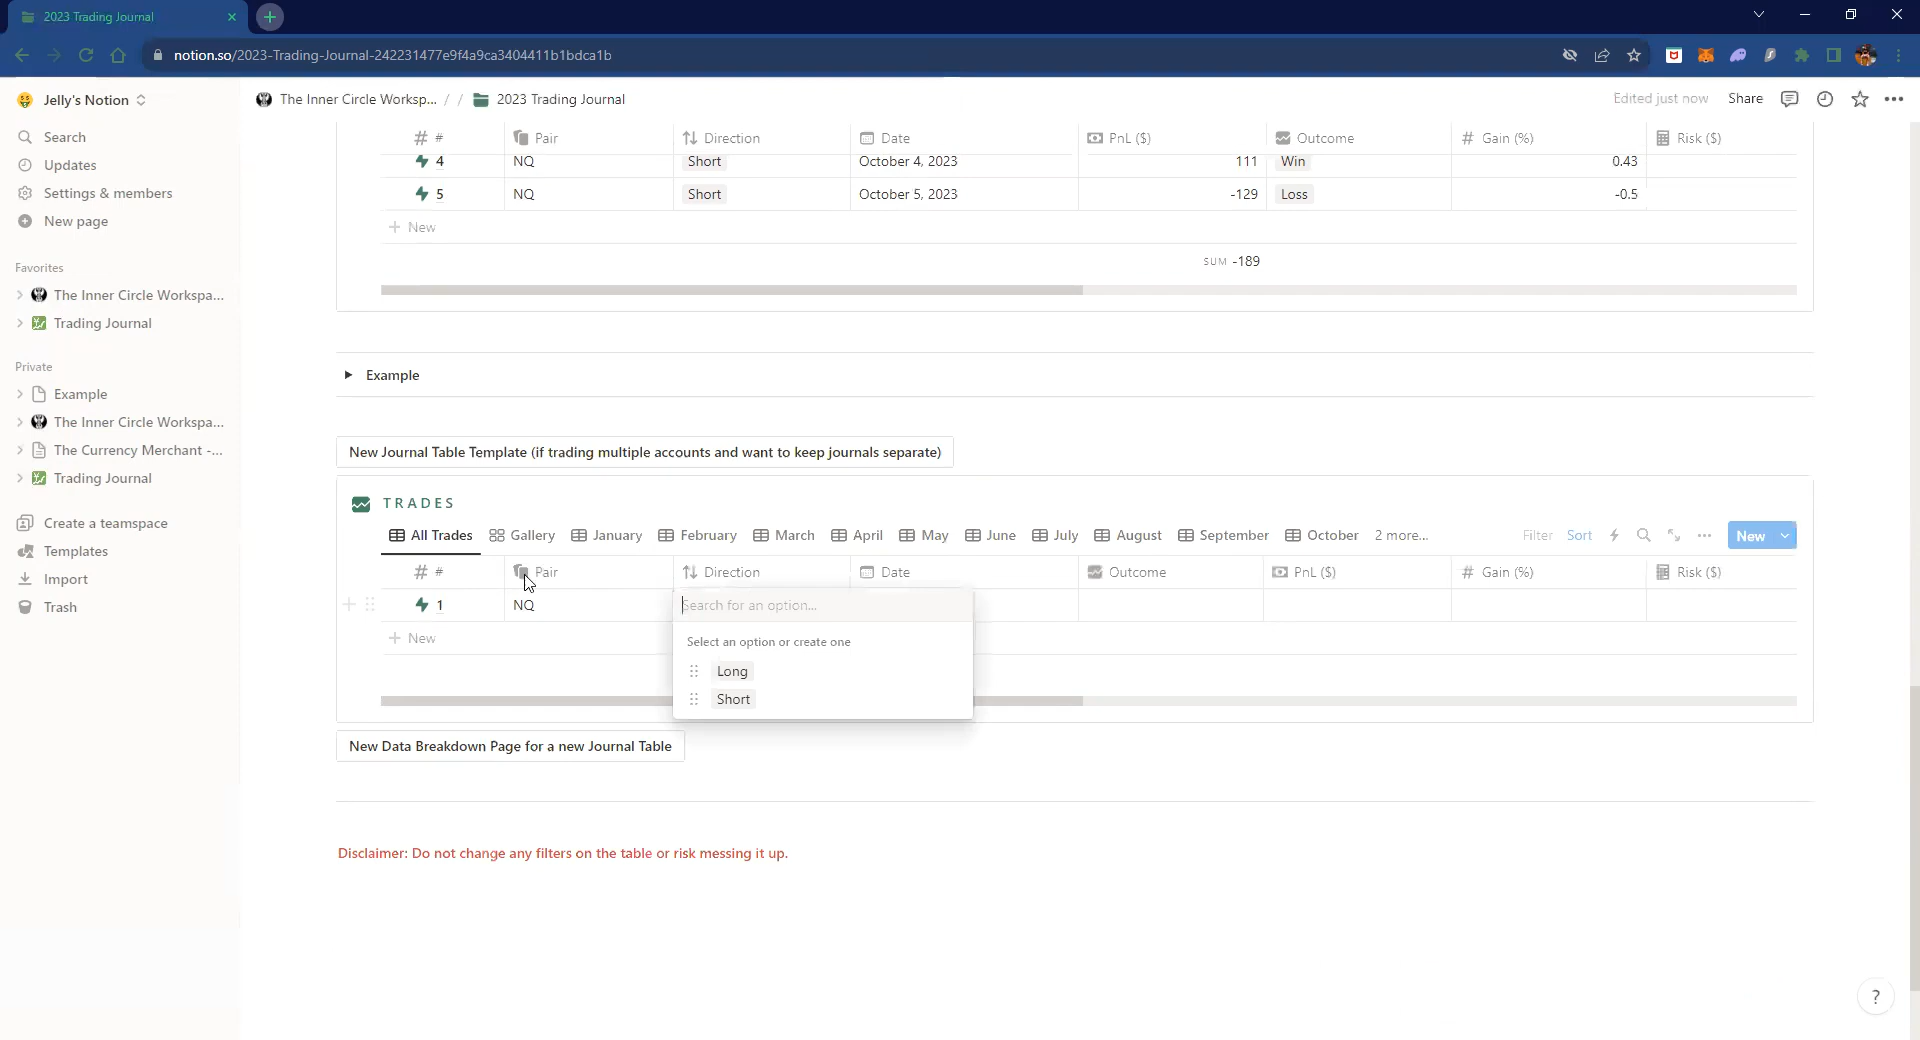 2023 Trading Journal
notion.so/2023-Trading-Journal-242231477e9f4a9ca3404411b1bdca1b
Jelly's Notion
The Inner Circle Worksp... / / 2023 Trading Journal
Edited just now Share
Search
Updates
Settings & members
New page
Favorites
The Inner Circle Workspa...
Trading Journal
Private
Example
The Inner Circle Workspa...
The Currency Merchant -...
Trading Journal
Create a teamspace
Templates
Import
Trash
# # Pair Direction Date PnL ($) Outcome # Gain (%) Risk ($)
4 NQ Short October 4, 2023 111 Win 0.43
5 NQ Short October 5, 2023 -129 Loss -0.5
+ New
SUM -189
Example
New Journal Table Template (if trading multiple accounts and want to keep journals separate)
TRADES
All Trades Gallery January February March April May June July August September October 2 more... Filter Sort New
# # Pair Direction Date Outcome PnL ($) # Gain (%) Risk ($)
1 NQ Search for an option...
+ New
Select an option or create one
Long
Short
New Data Breakdown Page for a new Journal Table
Disclaimer: Do not change any filters on the table or risk messing it up.
?